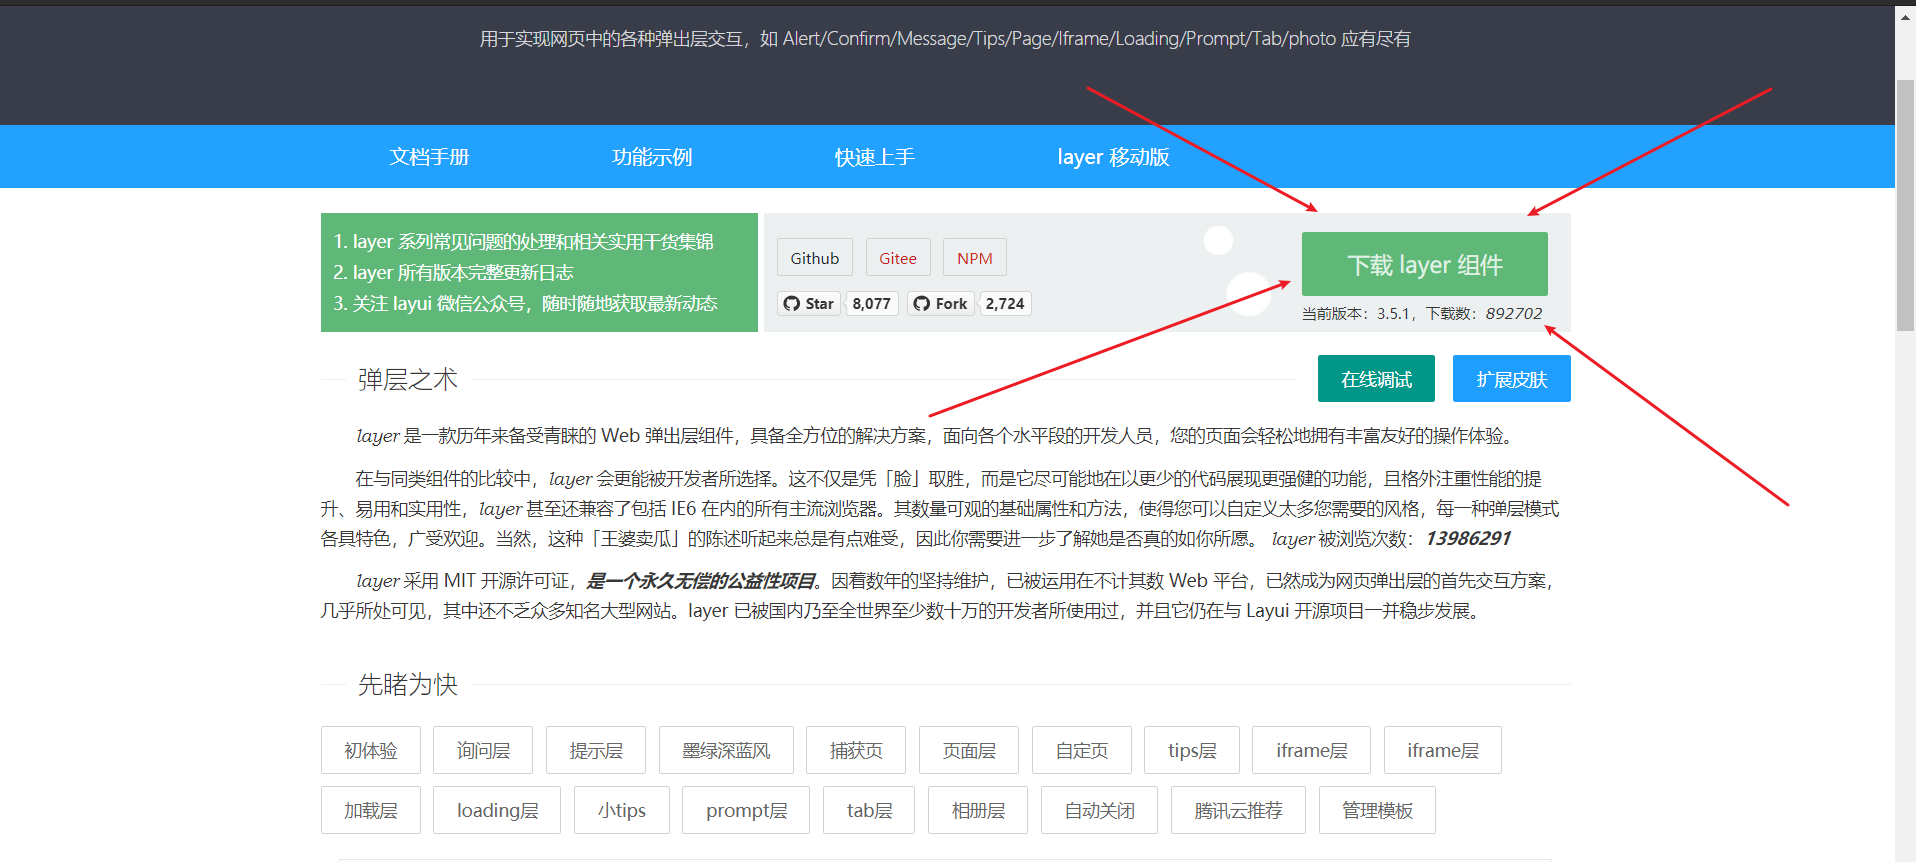 用于实现网页中的各种弹出层交互，如 Alert/Confirm/Message/Tips/Page/Iframe/Loading/Prompt/Tab/photo 应有尽有
文档手册
功能示例
快速上手
layer 移动版
1. layer 系列常见问题的处理和相关实用干货集锦
2. layer 所有版本完整更新日志
3. 关注 layui 微信公众号，随时随地获取最新动态
Github
Gitee
NPM
Star
8,077
Fork
2,724
下载 layer 组件
当前版本：3.5.1，下载数：892702
弹层之术
在线调试
扩展皮肤
layer 是一款历年来备受青睐的 Web 弹出层组件，具备全方位的解决方案，面向各个水平段的开发人员，您的页面会轻松地拥有丰富友好的操作体验。
在与同类组件的比较中，layer 会更能被开发者所选择。这不仅是凭「脸」取胜，而是它尽可能地在以更少的代码展现更强健的功能，且格外注重性能的提
升、易用和实用性，layer 甚至还兼容了包括 IE6 在内的所有主流浏览器。其数量可观的基础属性和方法，使得您可以自定义太多您需要的风格，每一种弹层模式
各具特色，广受欢迎。当然，这种「王婆卖瓜」的陈述听起来总是有点难受，因此你需要进一步了解她是否真的如你所愿。 layer 被浏览次数：13986291
layer 采用 MIT 开源许可证，是一个永久无偿的公益性项目。因着数年的坚持维护，已被运用在不计其数 Web 平台，已然成为网页弹出层的首先交互方案，
几乎所处可见，其中还不乏众多知名大型网站。layer 已被国内乃至全世界至少数十万的开发者所使用过，并且它仍在与 Layui 开源项目一并稳步发展。
先睹为快
初体验
询问层
提示层
墨绿深蓝风
捕获页
页面层
自定页
tips层
iframe层
iframe层
加载层
loading层
小tips
prompt层
tab层
相册层
自动关闭
腾讯云推荐
管理模板